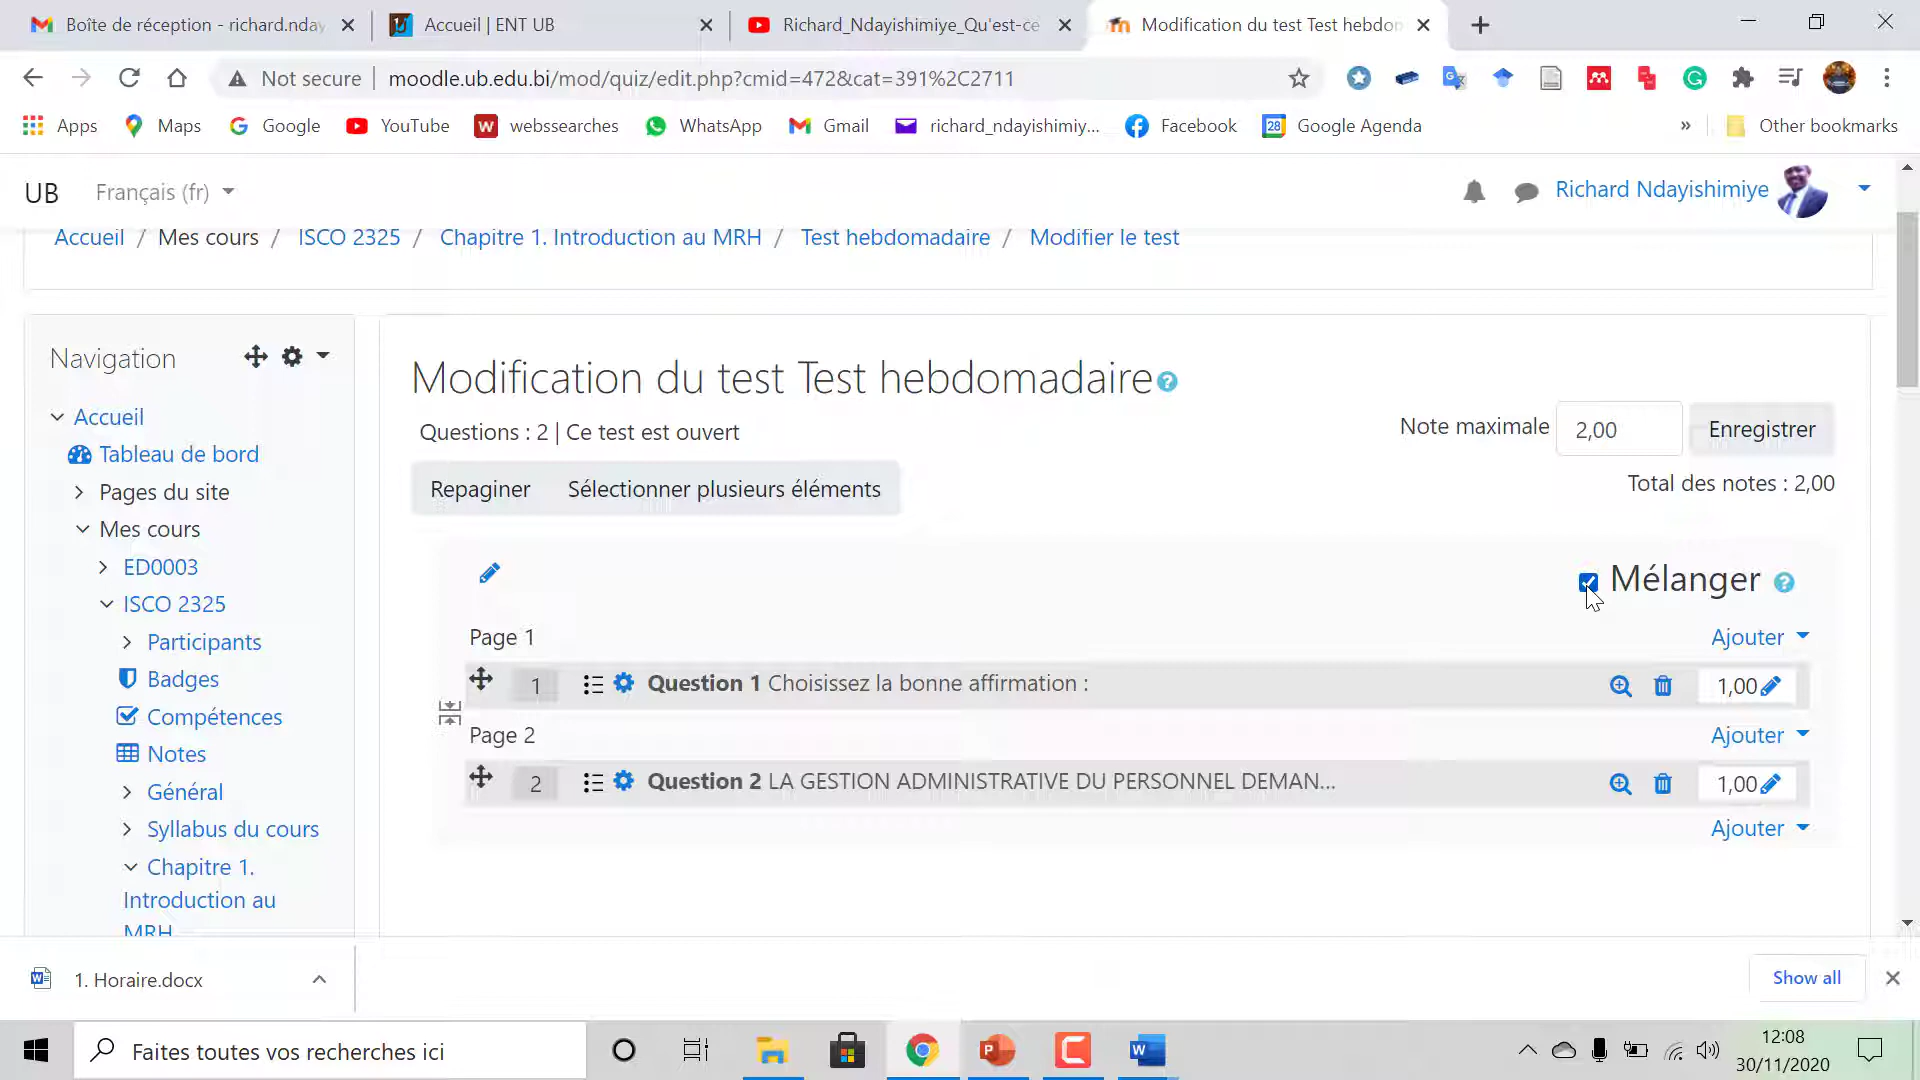 Boîte de réception - richard.nday
Accueil | ENT UB
Richard_Ndayishimiye_Qu'est-ce
Modification du test Test hebdon
Not secure
moodle.ub.edu.bi/mod/quiz/edit.php?cmid=472&cat=391%2C2711
Apps
Maps
Google
YouTube
webssearches
WhatsApp
Gmail
richard_ndayishimiy...
Facebook
28
Google Agenda
»
Other bookmarks
UB
Français (fr)
Richard Ndayishimiye
Accueil / Mes cours / ISCO 2325 / Chapitre 1. Introduction au MRH / Test hebdomadaire / Modifier le test
Navigation
Accueil
Tableau de bord
Pages du site
Mes cours
ED0003
ISCO 2325
Participants
Badges
Compétences
Notes
Général
Syllabus du cours
Chapitre 1.
Introduction au
MRH
Modification du test Test hebdomadaire
Questions : 2 | Ce test est ouvert
Note maximale 2,00 Enregistrer
Repaginer Sélectionner plusieurs éléments
Total des notes : 2,00
Mélanger
Page 1
Ajouter
1 Question 1 Choisissez la bonne affirmation : 1,00
Page 2
Ajouter
2 Question 2 LA GESTION ADMINISTRATIVE DU PERSONNEL DEMAN... 1,00
Ajouter
1. Horaire.docx
Show all
Faites toutes vos recherches ici
12:08
30/11/2020